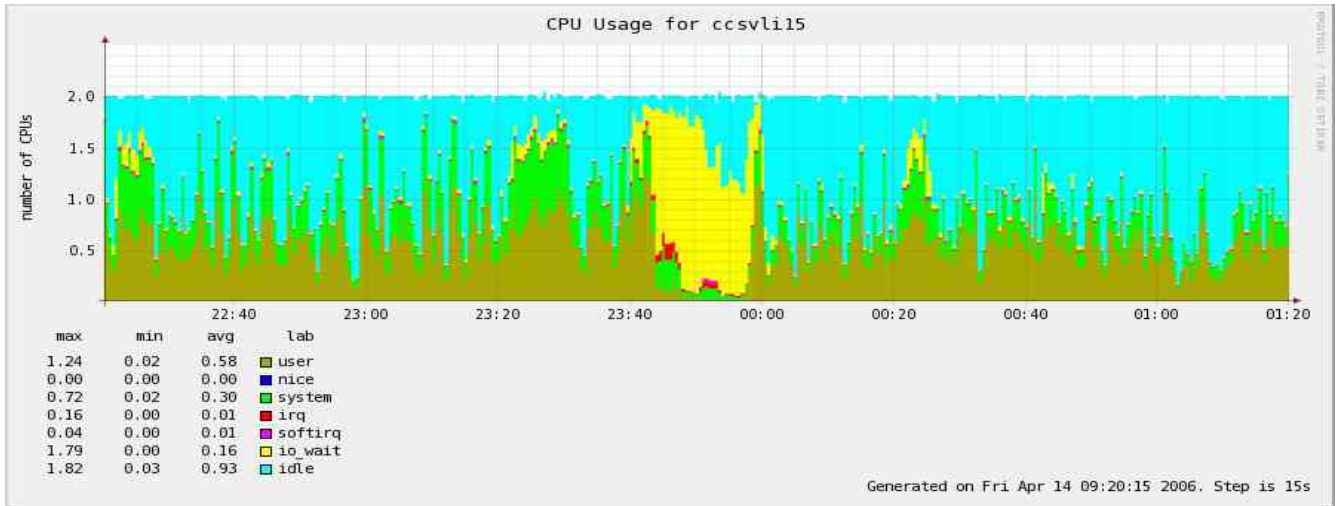 CPU Usage for ccsvli15
RRDTOOL / TOBI OETIKER
number of CPUs
2.0
1.5
1.0
0.5
22:40 23:00 23:20 23:40 00:00 00:20 00:40 01:00 01:20
max min avg lab
1.24 0.02 0.58 user
0.00 0.00 0.00 nice
0.72 0.02 0.30 system
0.16 0.00 0.01 irq
0.04 0.00 0.01 softirq
1.79 0.00 0.16 io_wait
1.82 0.03 0.93 idle
Generated on Fri Apr 14 09:20:15 2006. Step is 15s